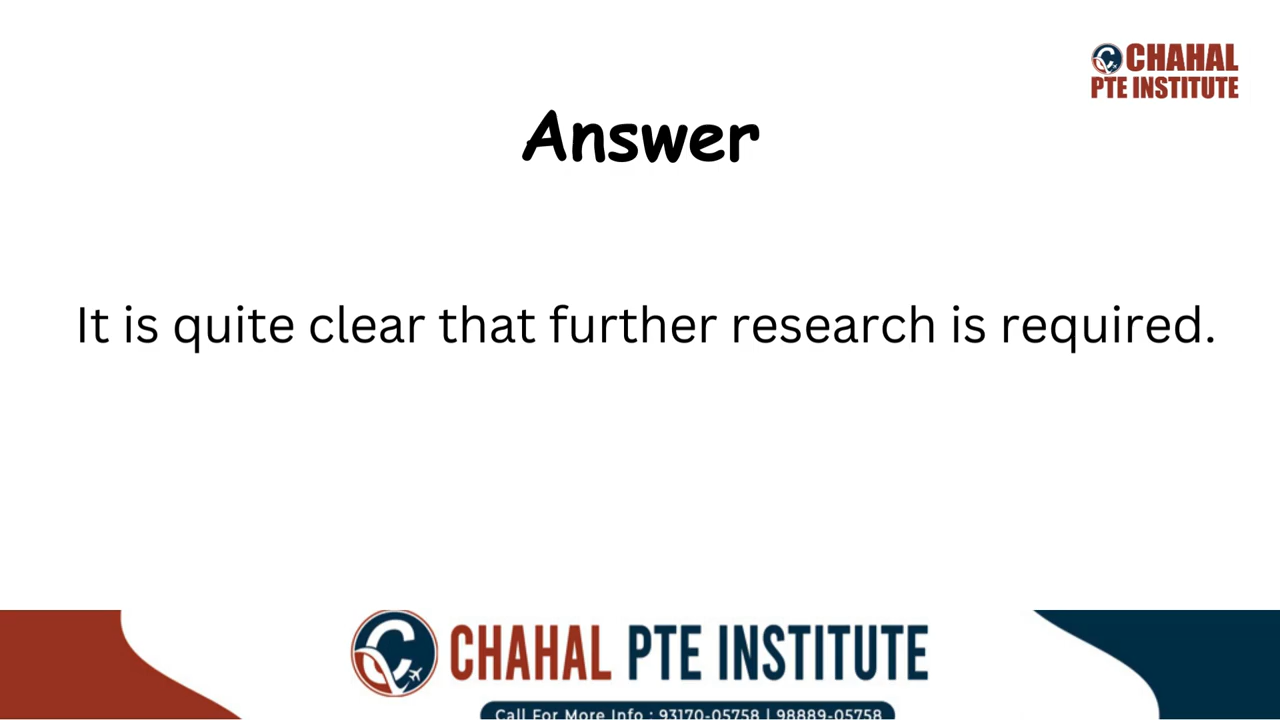 CHAHAL
PTE INSTITUTE
Answer
It is quite clear that further research is required.
CHAHAL PTE INSTITUTE
Call For More Info : 93170-05758 | 98889-05758